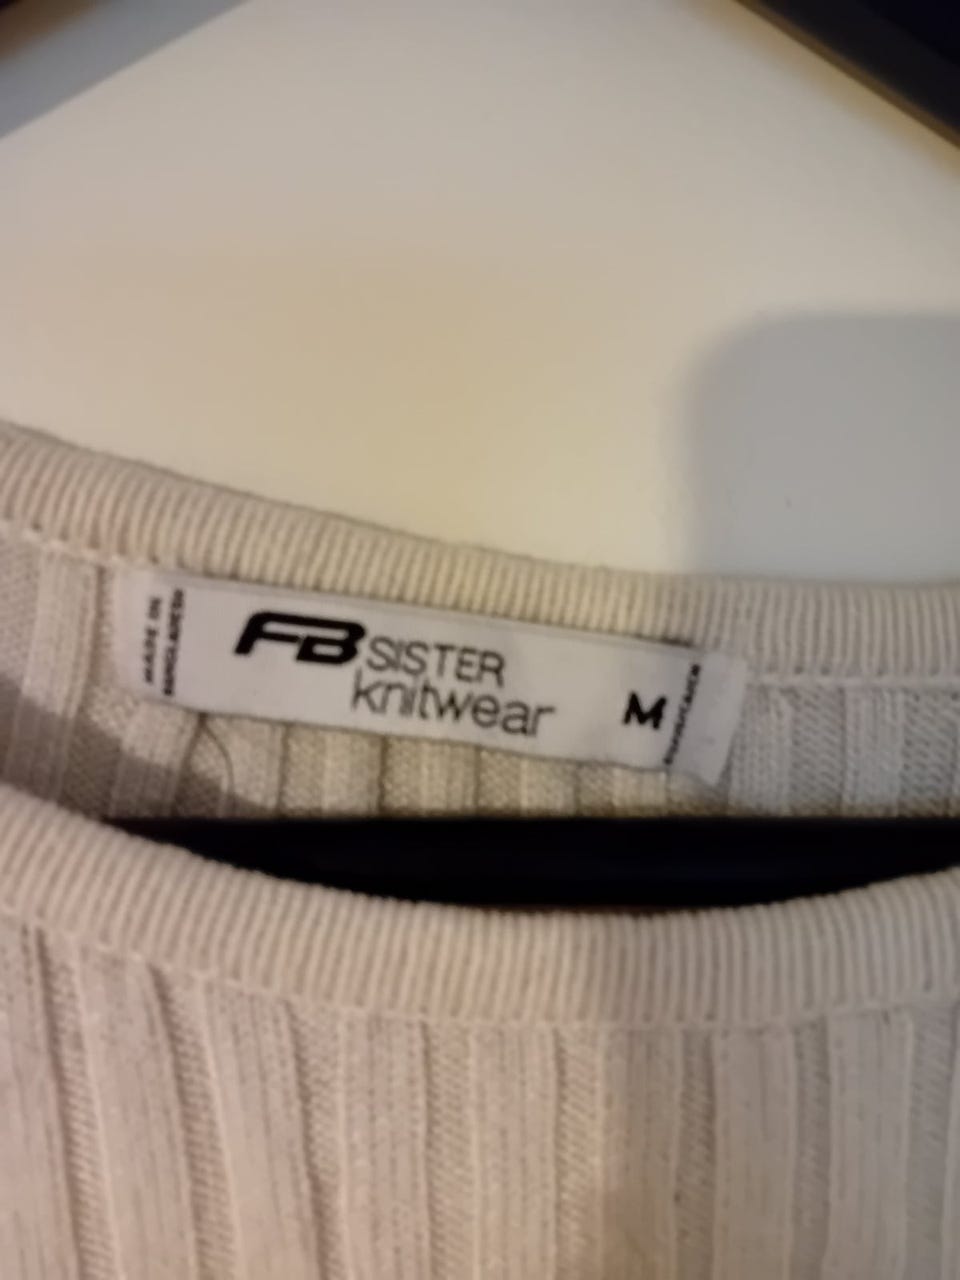 MADE IN
BANGLADESH
FB SISTER
knitwear
M